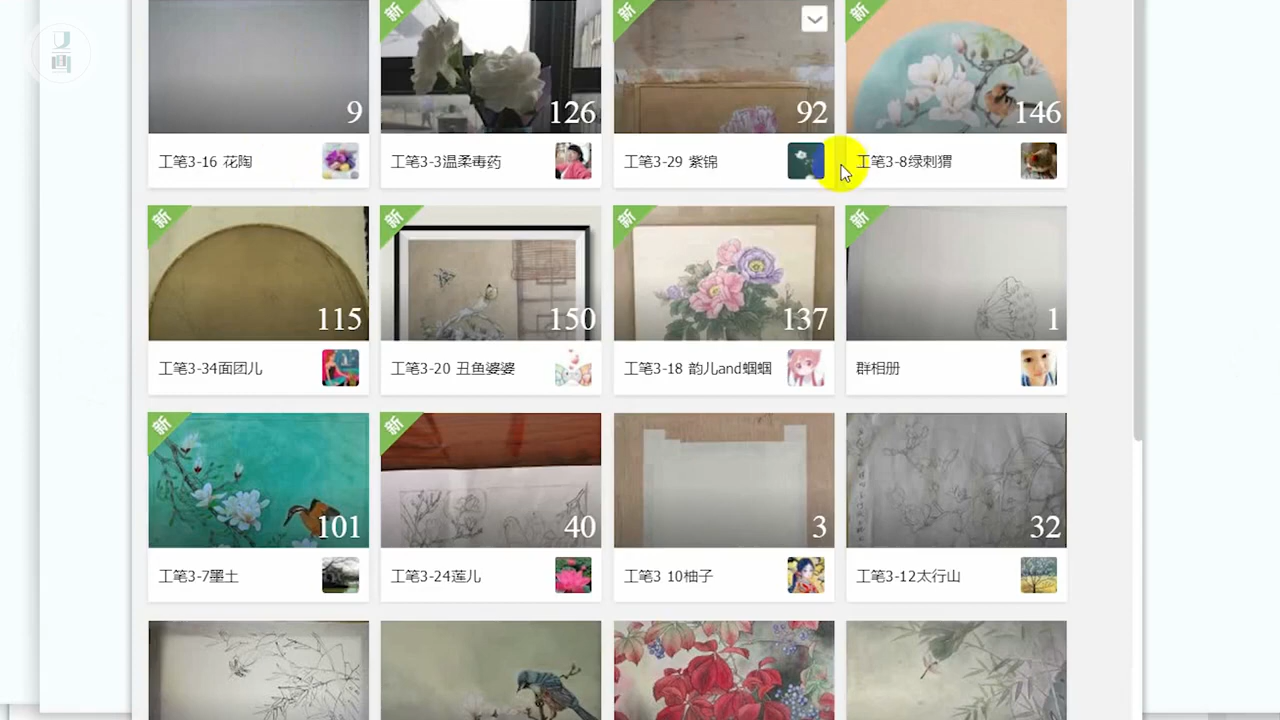 新
新
新
9
126
92
146
工笔3-16 花陶
工笔3-3温柔毒药
工笔3-29 紫锦
工笔3-8绿刺猬
新
新
新
新
115
150
137
1
工笔3-34面团儿
工笔3-20 丑鱼婆婆
工笔3-18 韵儿and蝈蝈
群相册
新
新
101
40
3
32
工笔3-7墨土
工笔3-24莲儿
工笔3 10柚子
工笔3-12太行山